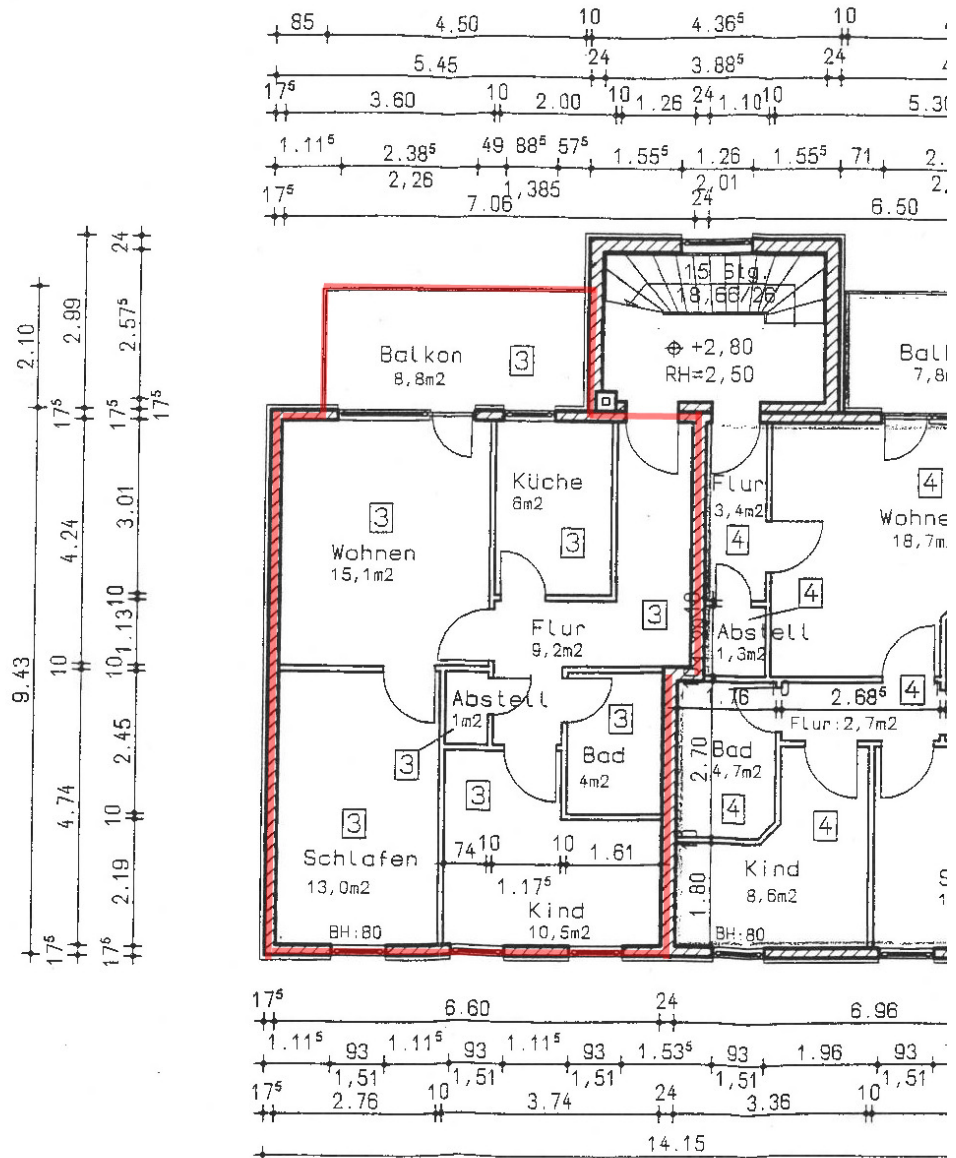 85 4.50 10 4.36⁵ 10
5.45 24 3.88⁵ 24
17⁵ 3.60 10 2.00 10 1.26 24 1.10 10 5.30
1.11⁵ 2.38⁵ 49 88⁵ 57⁵ 1.55⁵ 1.26 1.55⁵ 71 2.
2,26 1,385 2,01
17⁵ 7.06 24 6.50
24
2.99
2.57⁵
2.10
17⁵ 17⁵ 17⁵
15 Stg.
18,66/26
+2,80
RH=2,50
Balkon 3
8,8m2
Balk
7,8m
3.01
4.24
9.43
10
1.13
10 10
2.45
4.74
10
2.19
17⁵ 17⁵
Küche
6m2
3
3
Wohnen
15,1m2
Flur
3,4m2
4
4
Wohne
18,7m
3
Flur
9,2m2
4
Abstell
1,3m2
Abstell
1m2
3
3
Bad
4m2
3
3
Schlafen
13,0m2
BH:80
74 10 10 1.61
1.17⁵
Kind
10,5m2
2.68⁵
4
Flur:2,7m2
2.70
Bad
4,7m2
4
4
Kind
8,6m2
1.80
BH:80
17⁵ 6.60 24 6.96
1.11⁵ 93 1.11⁵ 93 1.11⁵ 93 1.53⁵ 93 1.96 93
1,51 1,51 1,51 1,51 1,51
17⁵ 2.76 10 3.74 24 3.36 10
14.15